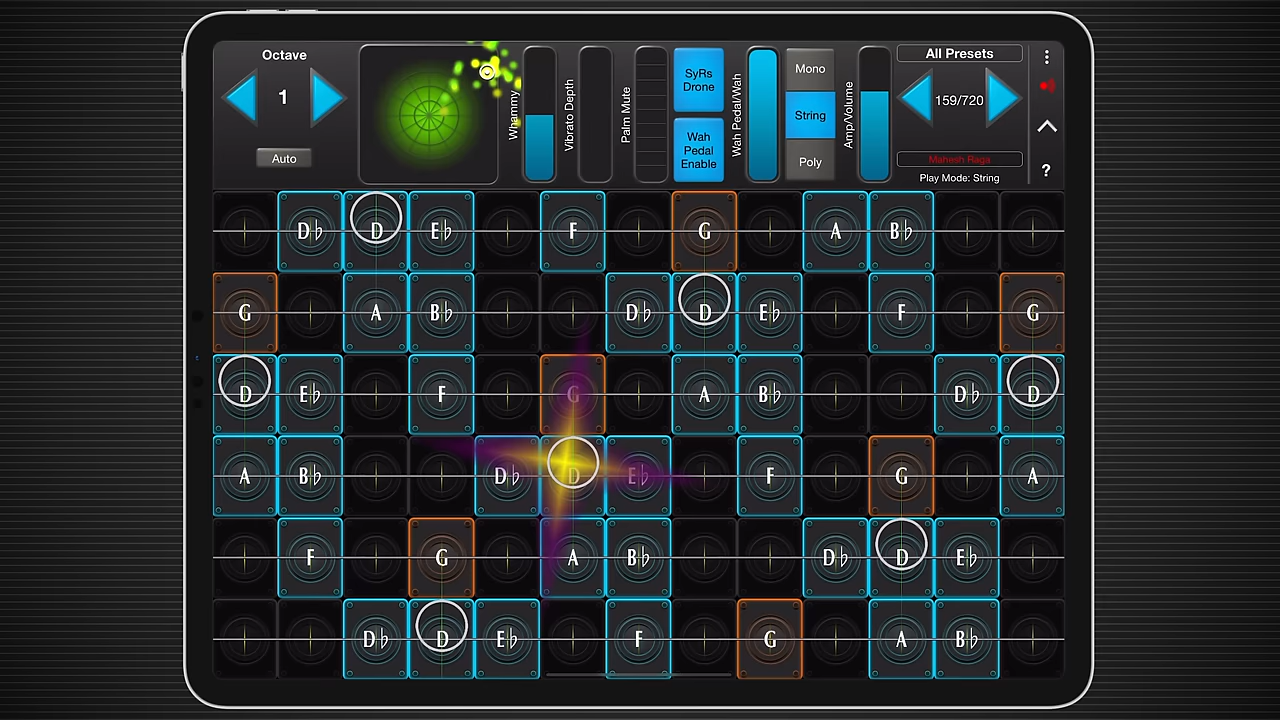 Octave
1
Auto
Whammy
Vibrato Depth
Palm Mute
SyRs
Drone
Wah
Pedal
Enable
Wah Pedal/Wah
Mono
String
Poly
Amp/Volume
All Presets
159/720
Mahesh Raga
Play Mode: String
?
D♭ D E♭ F G A B♭
G A B♭ D♭ D E♭ F G
D E♭ F G A B♭ D♭ D
A B♭ D♭ D E♭ F G A
F G A B♭ D♭ D E♭
D♭ D E♭ F G A B♭